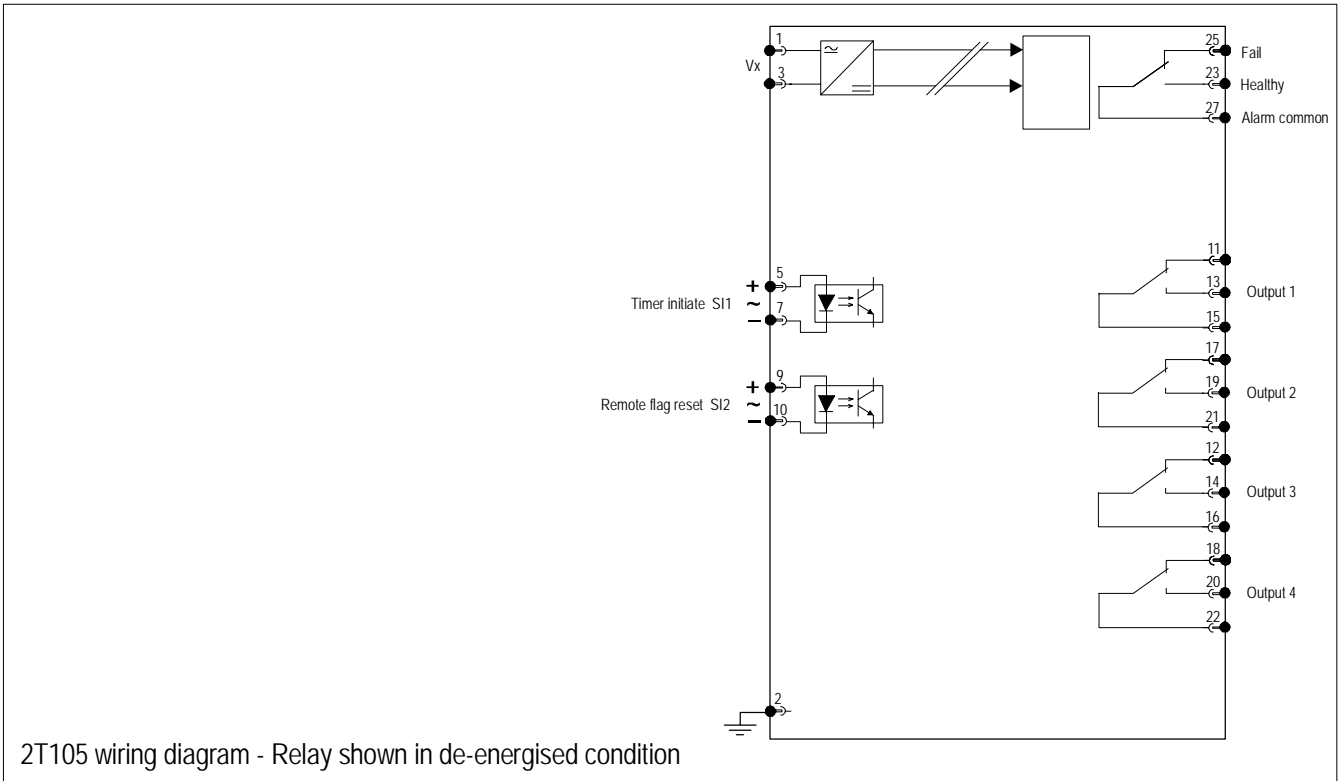 1
Vx
3
25
Fail
23
Healthy
27
Alarm common
5
+
Timer initiate SI1 ~
7
−
9
+
Remote flag reset SI2 ~
10
−
11
13
Output 1
15
17
19
Output 2
21
12
14
Output 3
16
18
20
Output 4
22
2
2T105 wiring diagram - Relay shown in de-energised condition